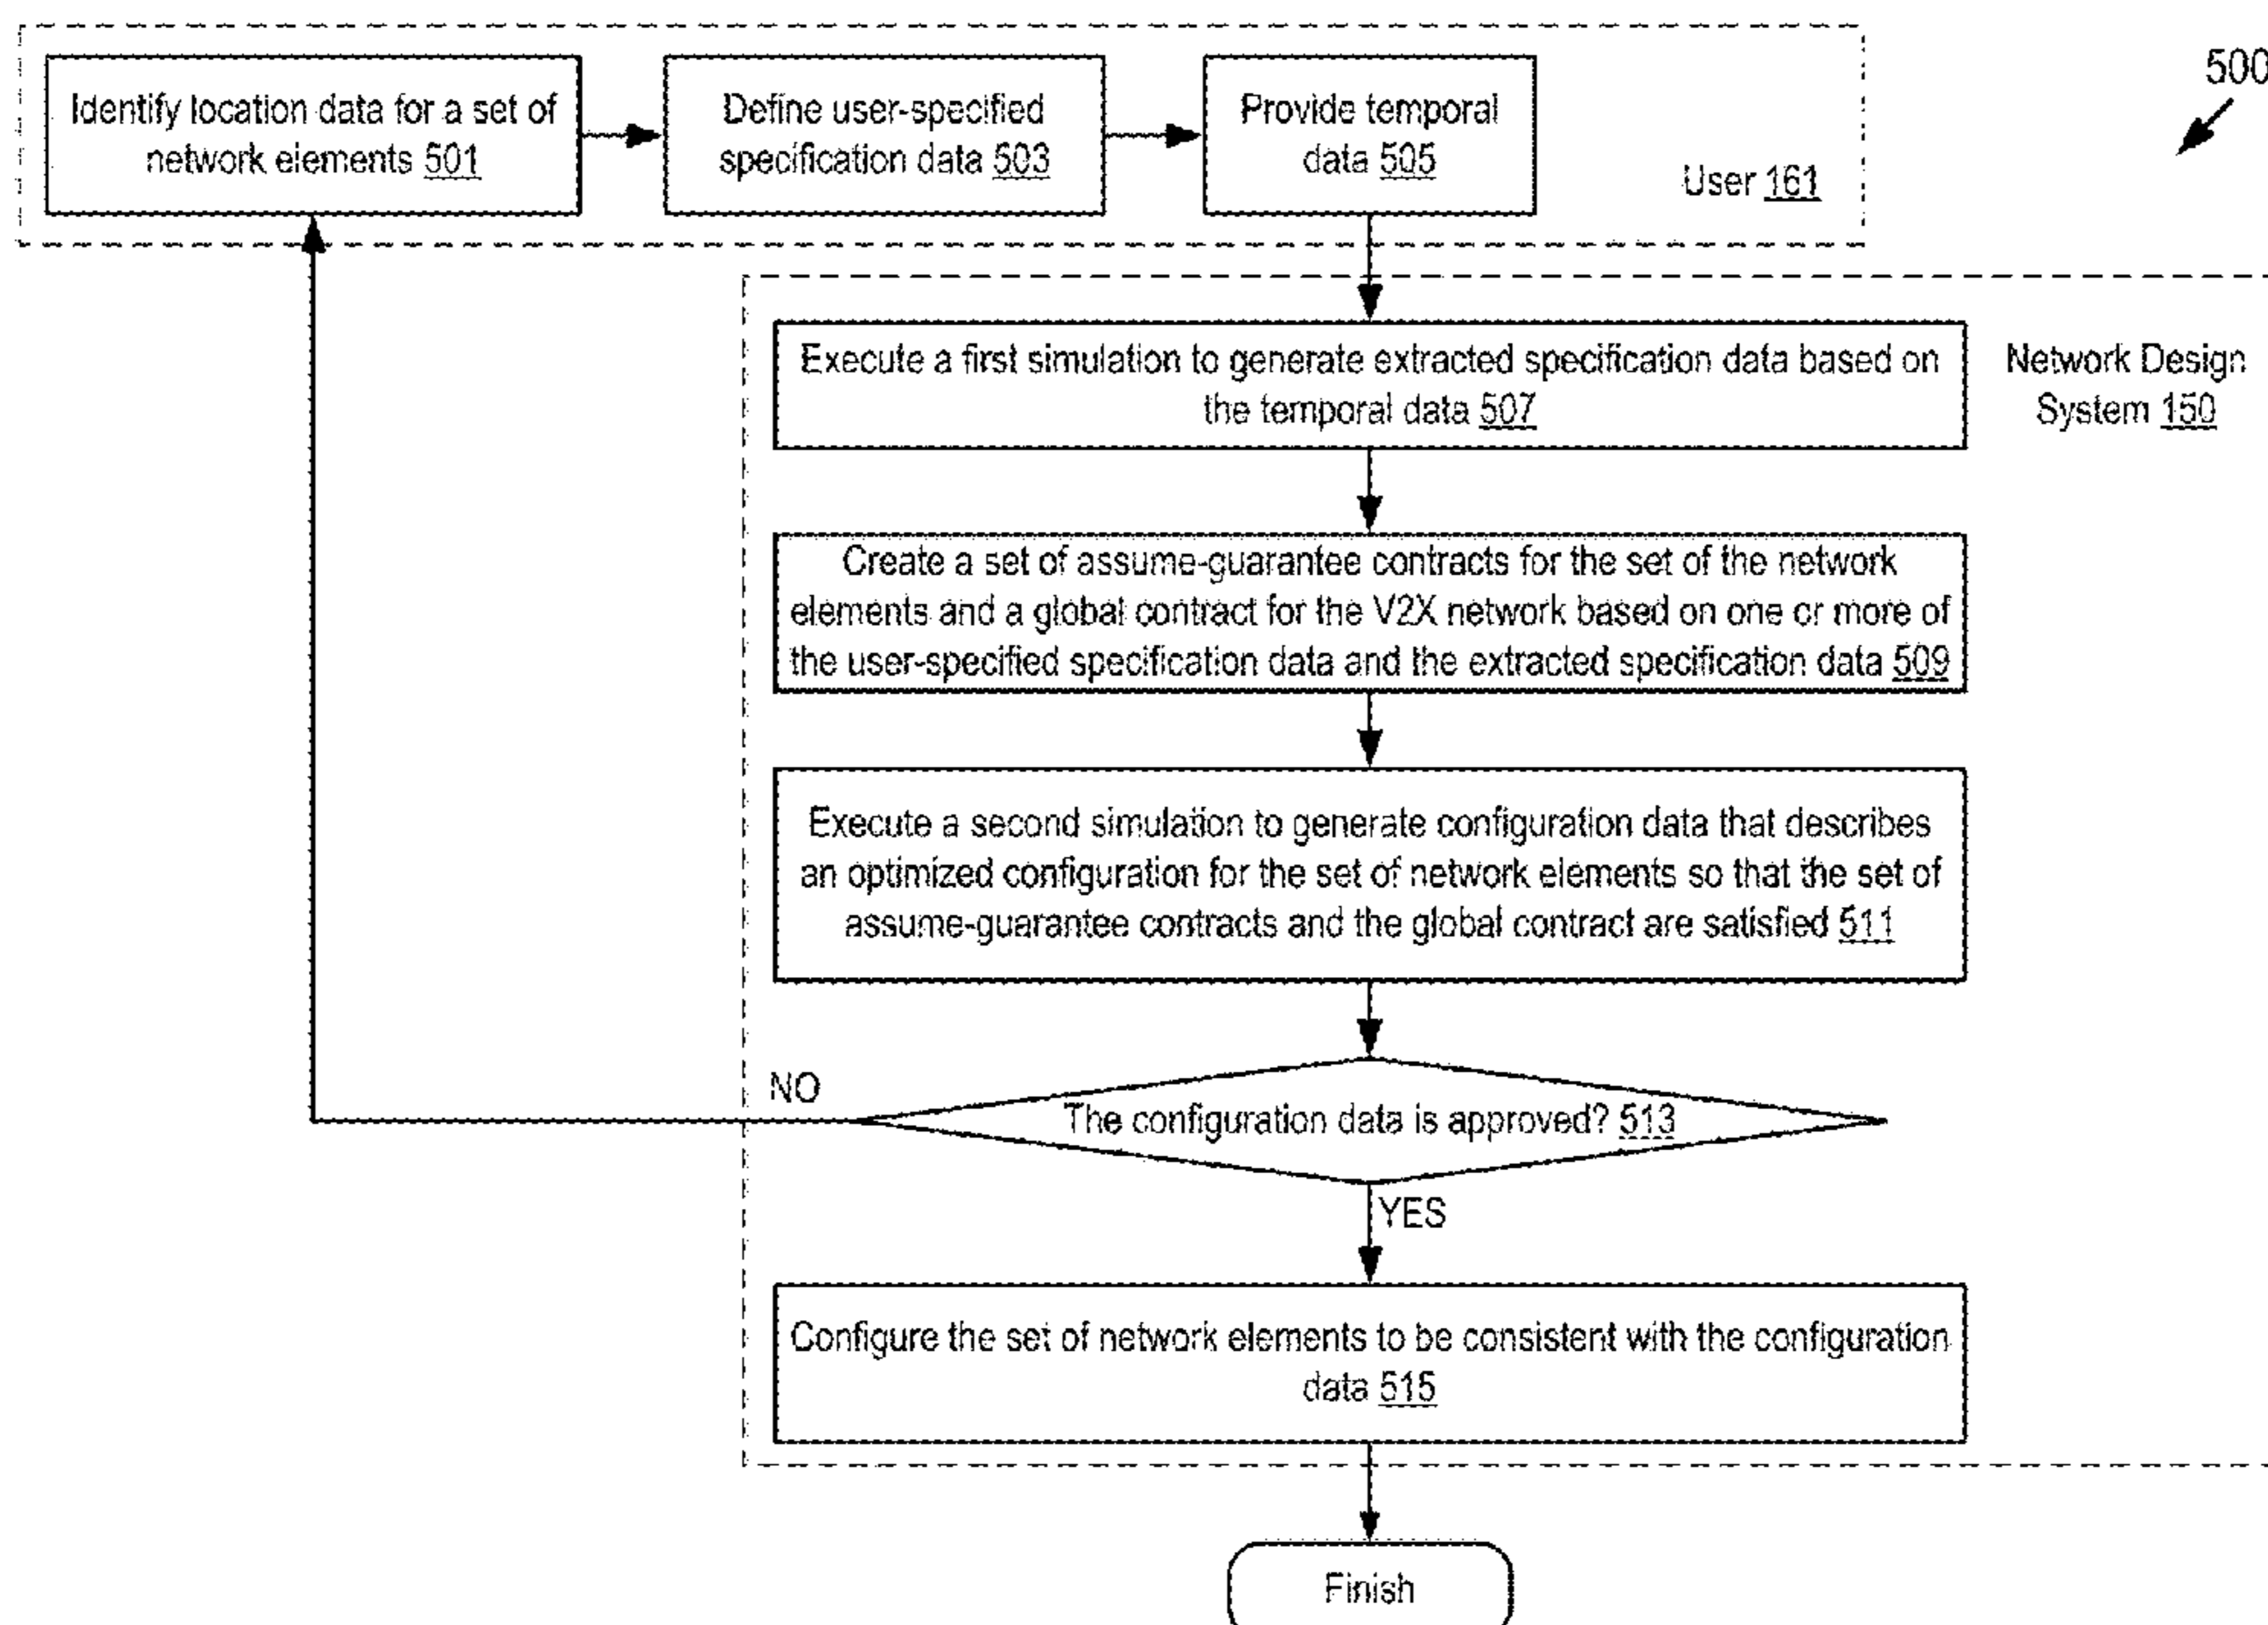 500
Identify location data for a set of
network elements 501
Define user-specified
specification data 503
Provide temporal
data 505
User 161
Execute a first simulation to generate extracted specification data based on
the temporal data 507
Network Design
System 150
Create a set of assume-guarantee contracts for the set of the network
elements and a global contract for the V2X network based on one or more of
the user-specified specification data and the extracted specification data 509
Execute a second simulation to generate configuration data that describes
an optimized configuration for the set of network elements so that the set of
assume-guarantee contracts and the global contract are satisfied 511
NO
The configuration data is approved? 513
YES
Configure the set of network elements to be consistent with the configuration
data 515
Finish